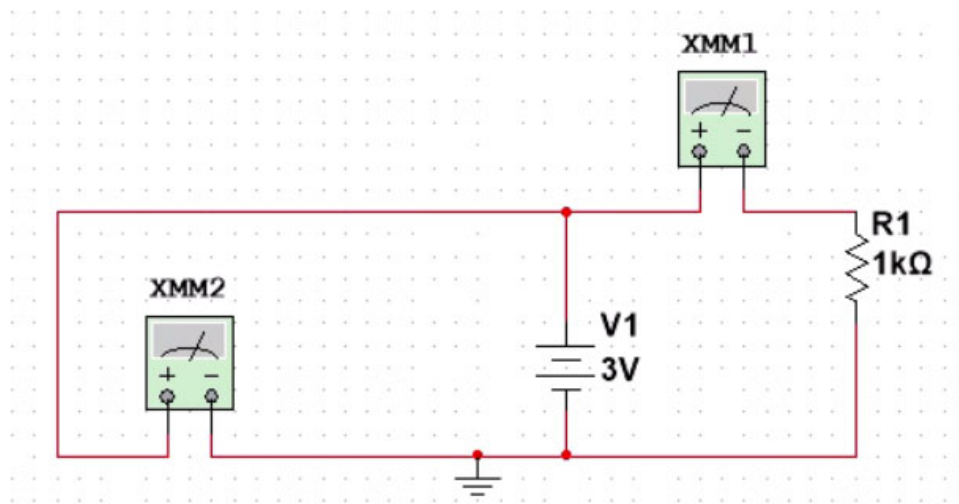 XMM1
+ −
R1
1kΩ
XMM2
+ −
V1
3V